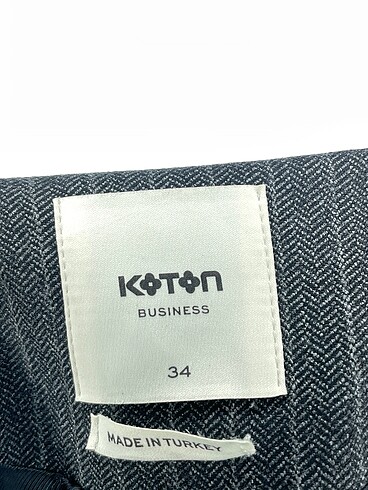 KOTON
BUSINESS
34
MADE IN TURKEY